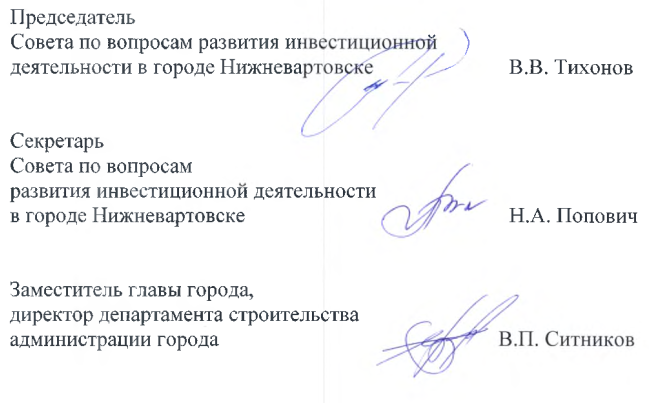 Председатель
Совета по вопросам развития инвестиционной
деятельности в городе Нижневартовске В.В. Тихонов
Секретарь
Совета по вопросам
развития инвестиционной деятельности
в городе Нижневартовске Н.А. Попович
Заместитель главы города,
директор департамента строительства
администрации города В.П. Ситников